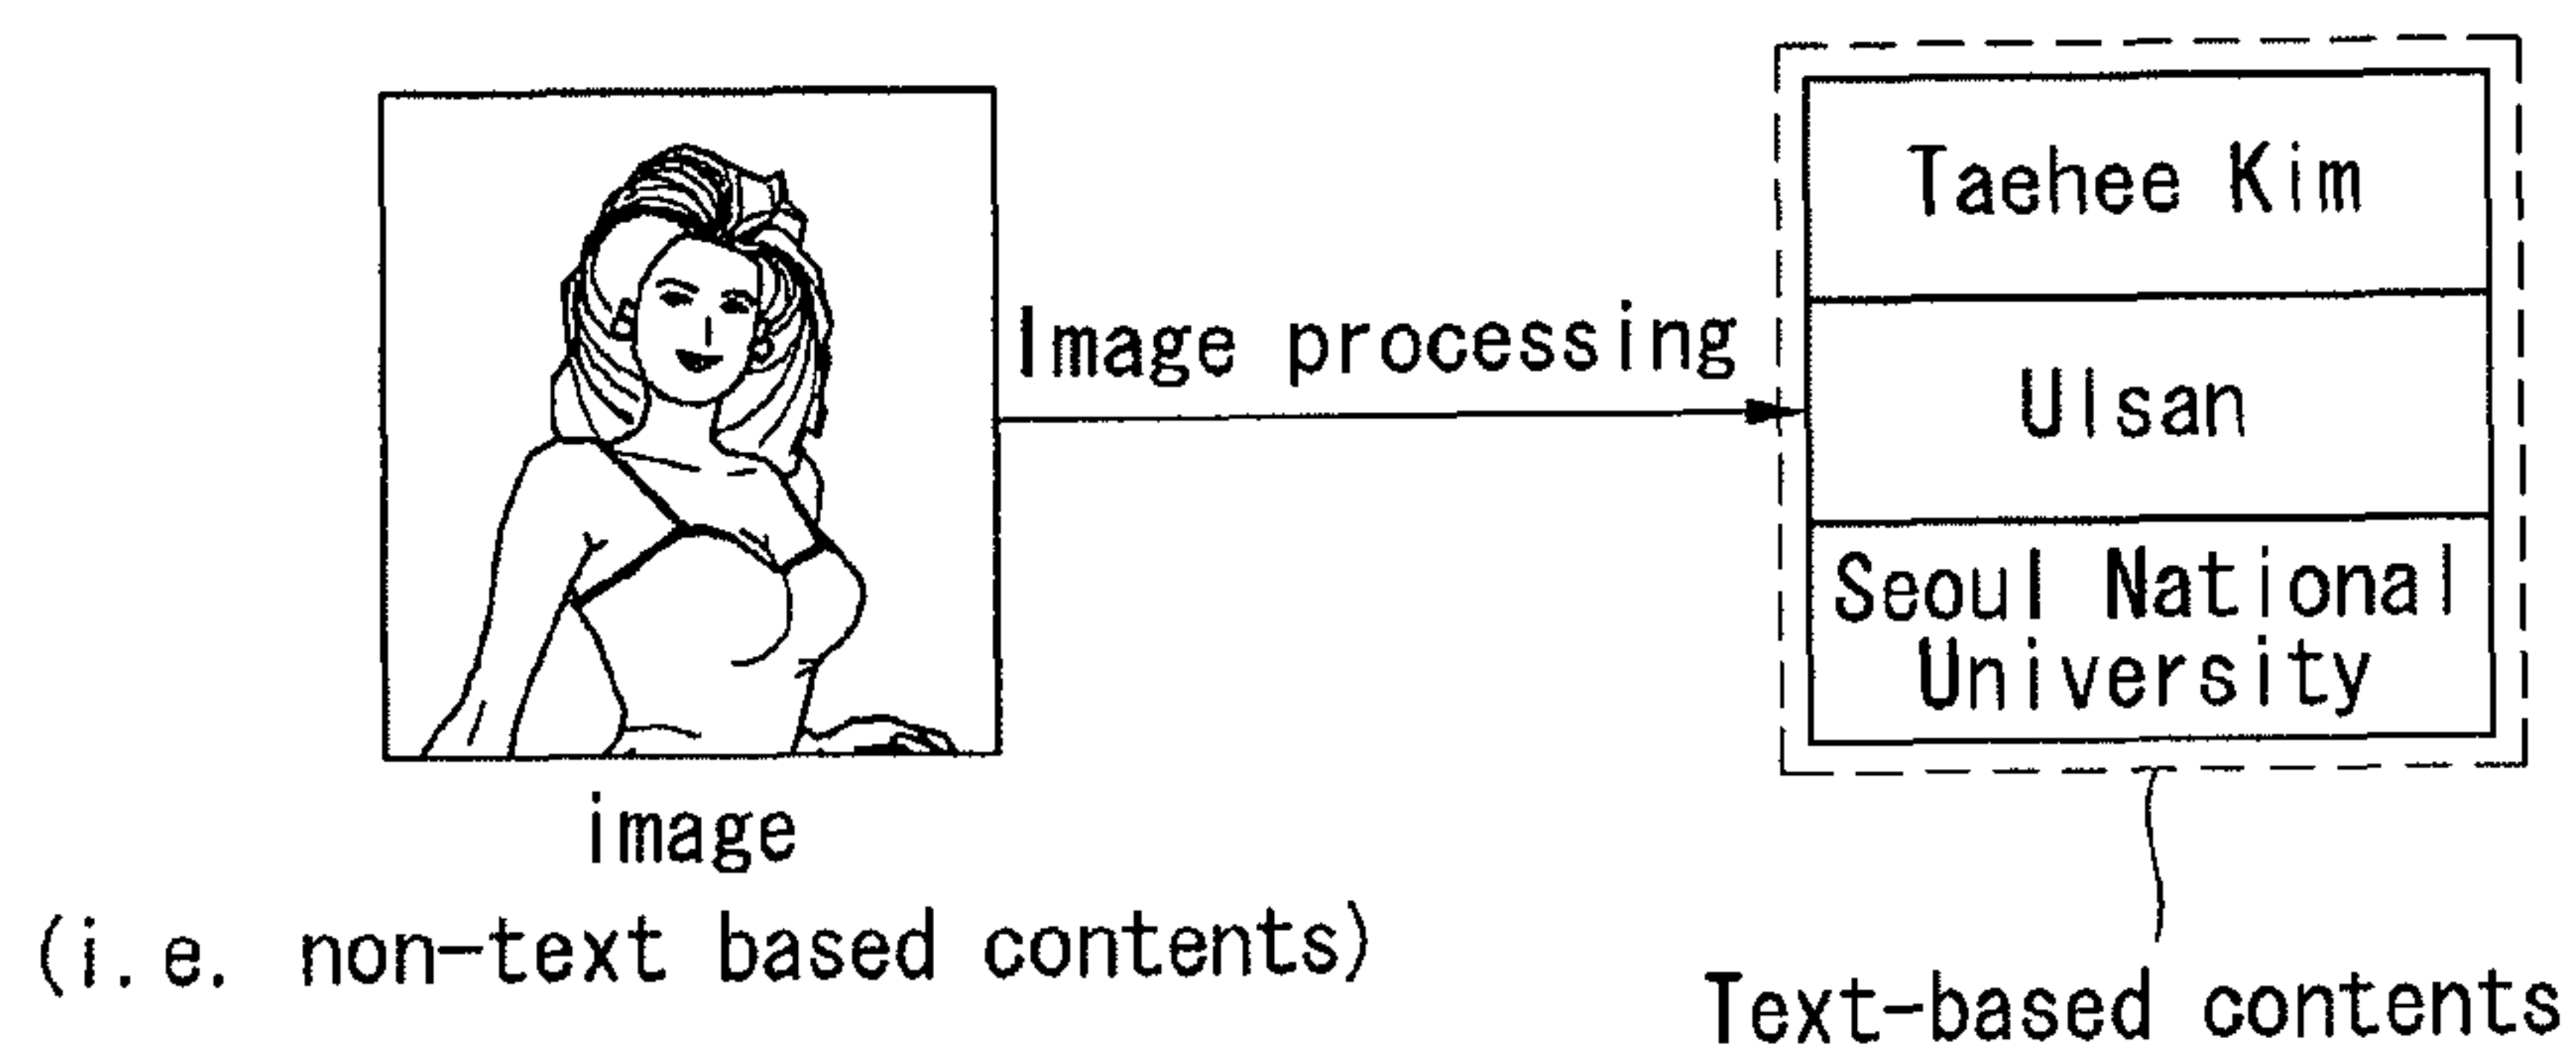 Taehee Kim
Image processing
Ulsan
Seoul National
University
image
(i.e. non-text based contents)
Text-based contents